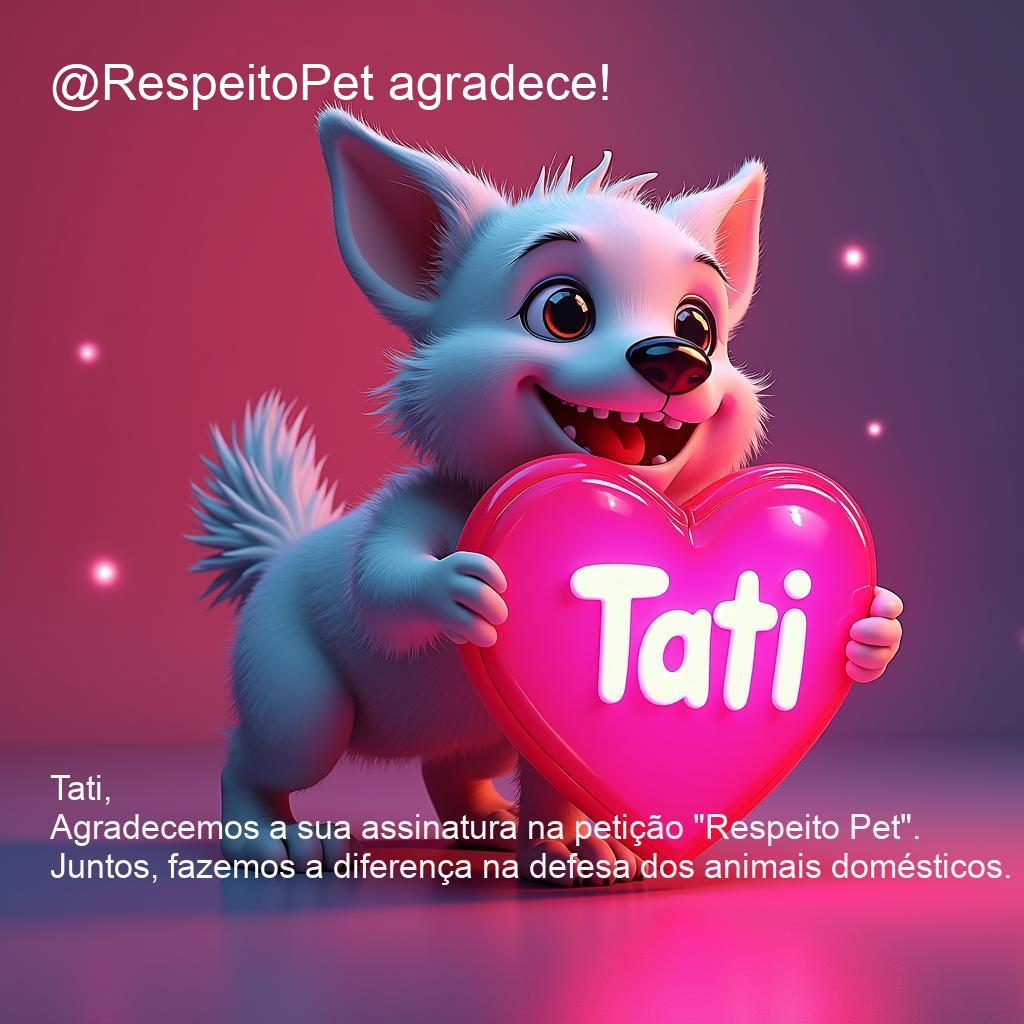 @RespeitoPet agradece!
Tati
Tati,
Agradecemos a sua assinatura na petição "Respeito Pet".
Juntos, fazemos a diferença na defesa dos animais domésticos.